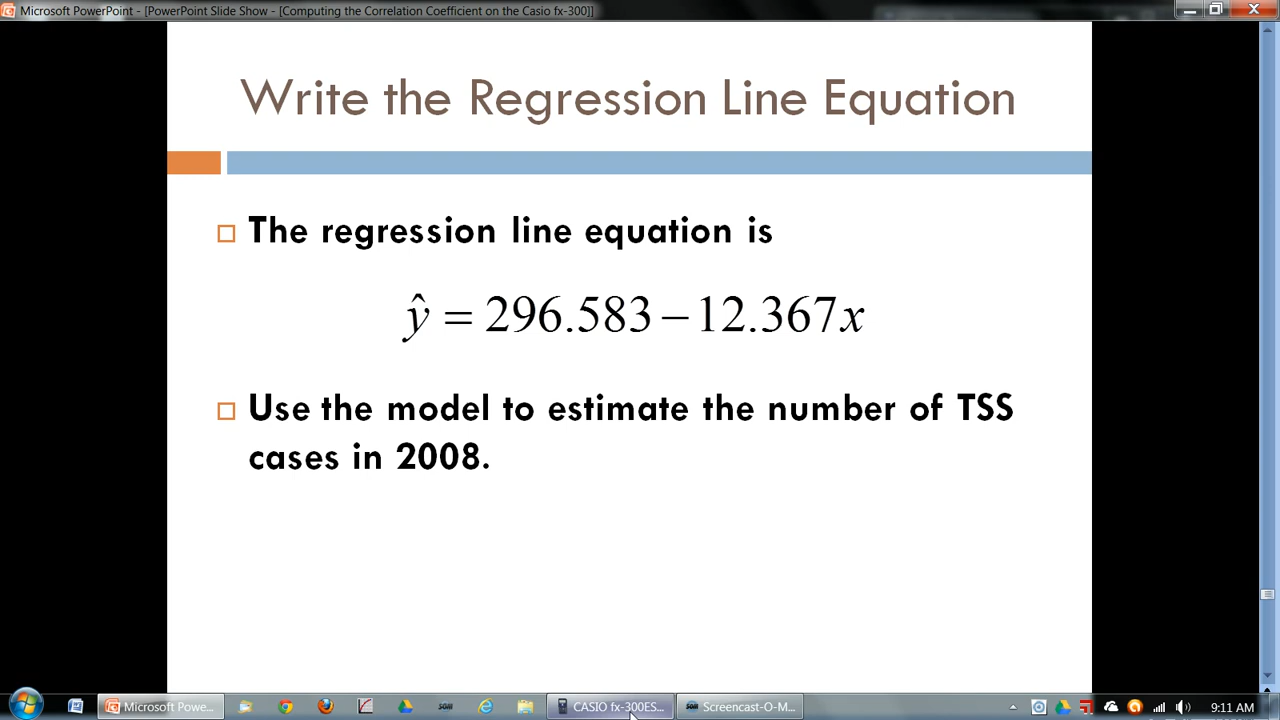 Microsoft PowerPoint - [PowerPoint Slide Show - [Computing the Correlation Coefficient on the Casio fx-300]]
Write the Regression Line Equation
The regression line equation is
ŷ = 296.583 − 12.367x
Use the model to estimate the number of TSS
cases in 2008.
Microsoft Powe... SGM CASIO fx-300ES... SOM Screencast-O-M... 9:11 AM